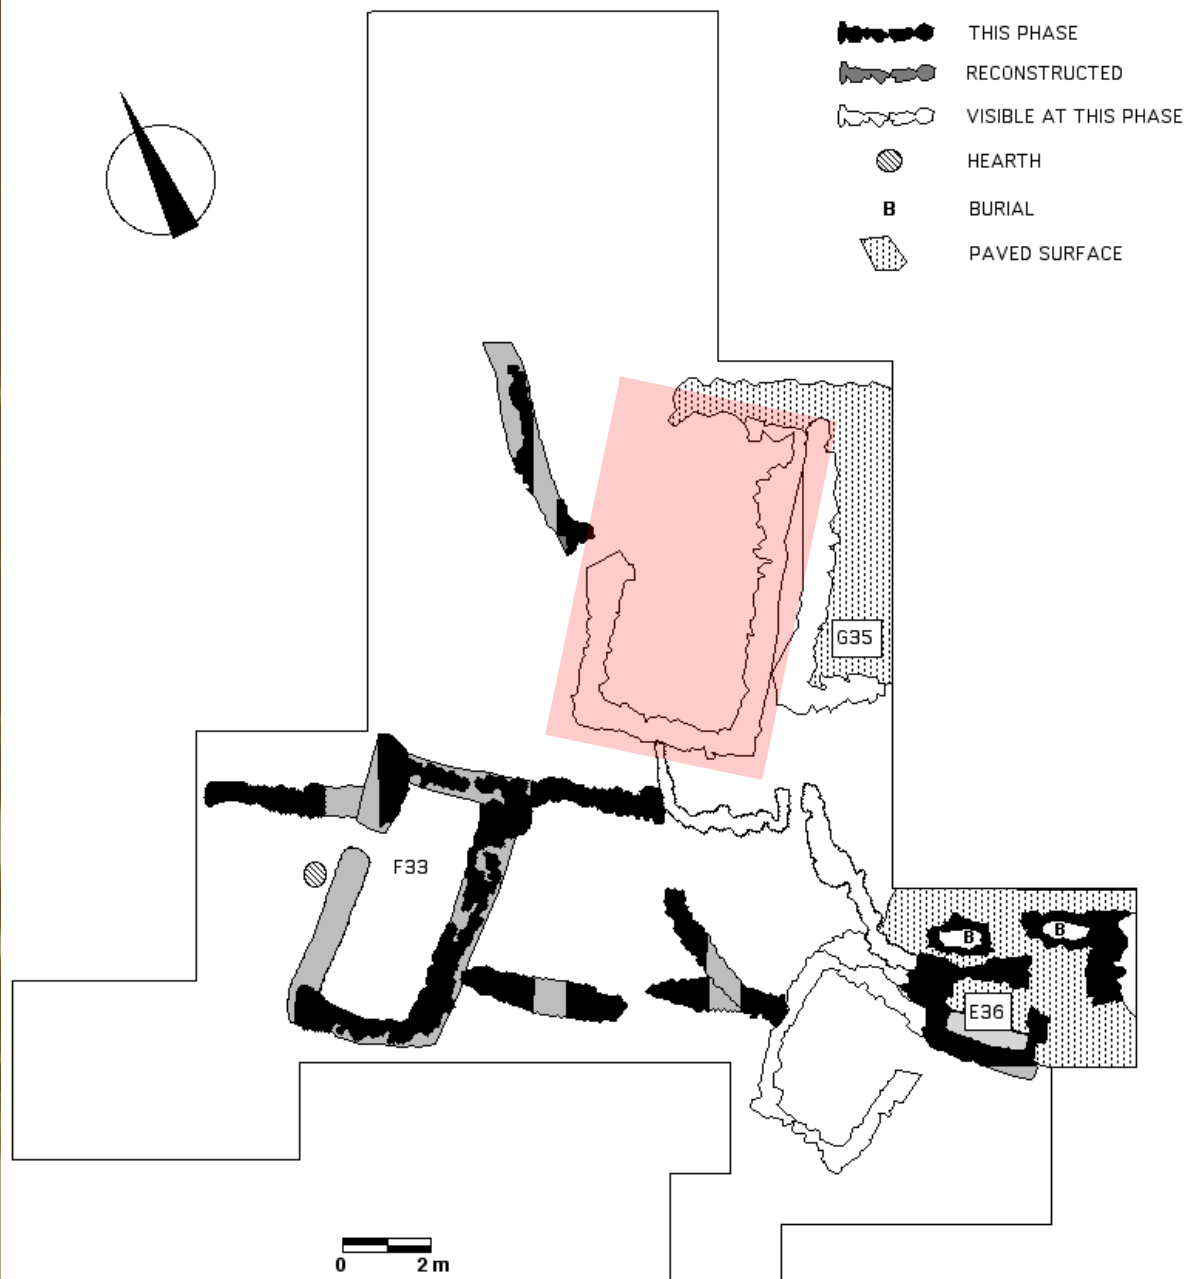 THIS PHASE
RECONSTRUCTED
VISIBLE AT THIS PHASE
HEARTH
B BURIAL
PAVED SURFACE
G35
F33
B
B
E36
0 2 m